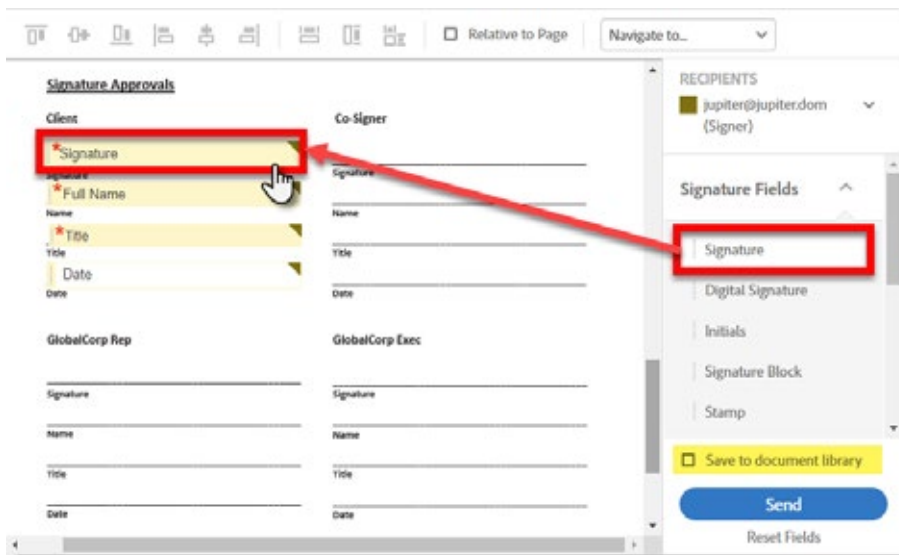 Relative to Page
Navigate to...
Signature Approvals
Client
Co-Signer
*Signature
Signature
Signature
*Full Name
Name
Name
*Title
Title
Title
Date
Date
Date
GlobalCorp Rep
GlobalCorp Exec
Signature
Signature
Name
Name
Title
Title
Date
Date
RECIPIENTS
jupiter@jupiter.dom
(Signer)
Signature Fields
Signature
Digital Signature
Initials
Signature Block
Stamp
Save to document library
Send
Reset Fields